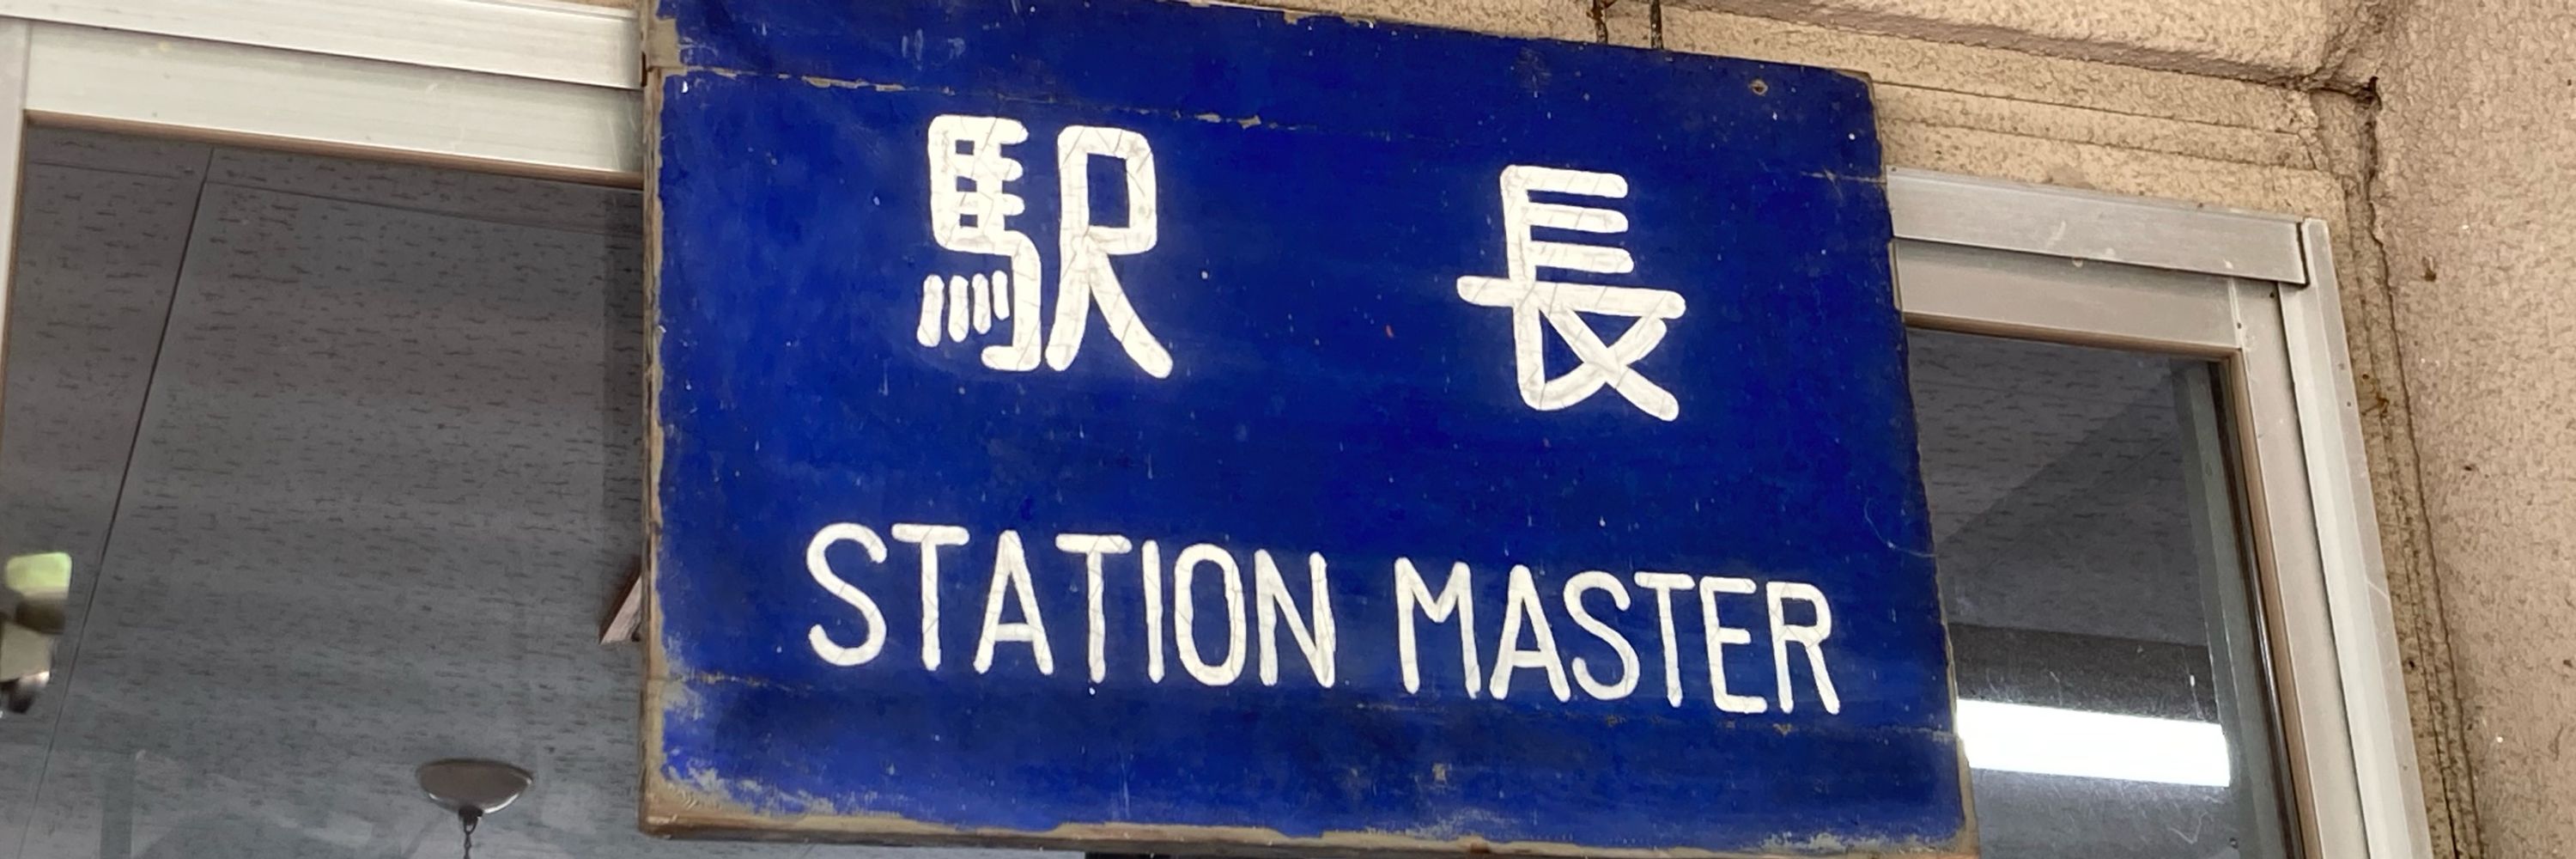 駅 長
STATION MASTER